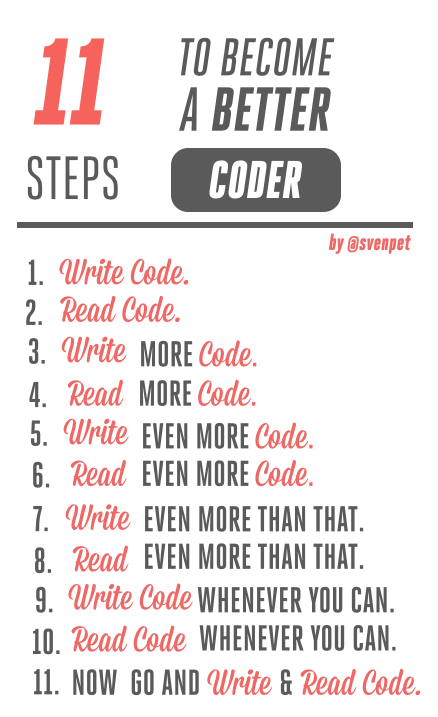 11 STEPS
TO BECOME
A BETTER
CODER
by @svenpet
1. Write Code.
2. Read Code.
3. Write MORE Code.
4. Read MORE Code.
5. Write EVEN MORE Code.
6. Read EVEN MORE Code.
7. Write EVEN MORE THAN THAT.
8. Read EVEN MORE THAN THAT.
9. Write Code WHENEVER YOU CAN.
10. Read Code WHENEVER YOU CAN.
11. NOW GO AND Write & Read Code.